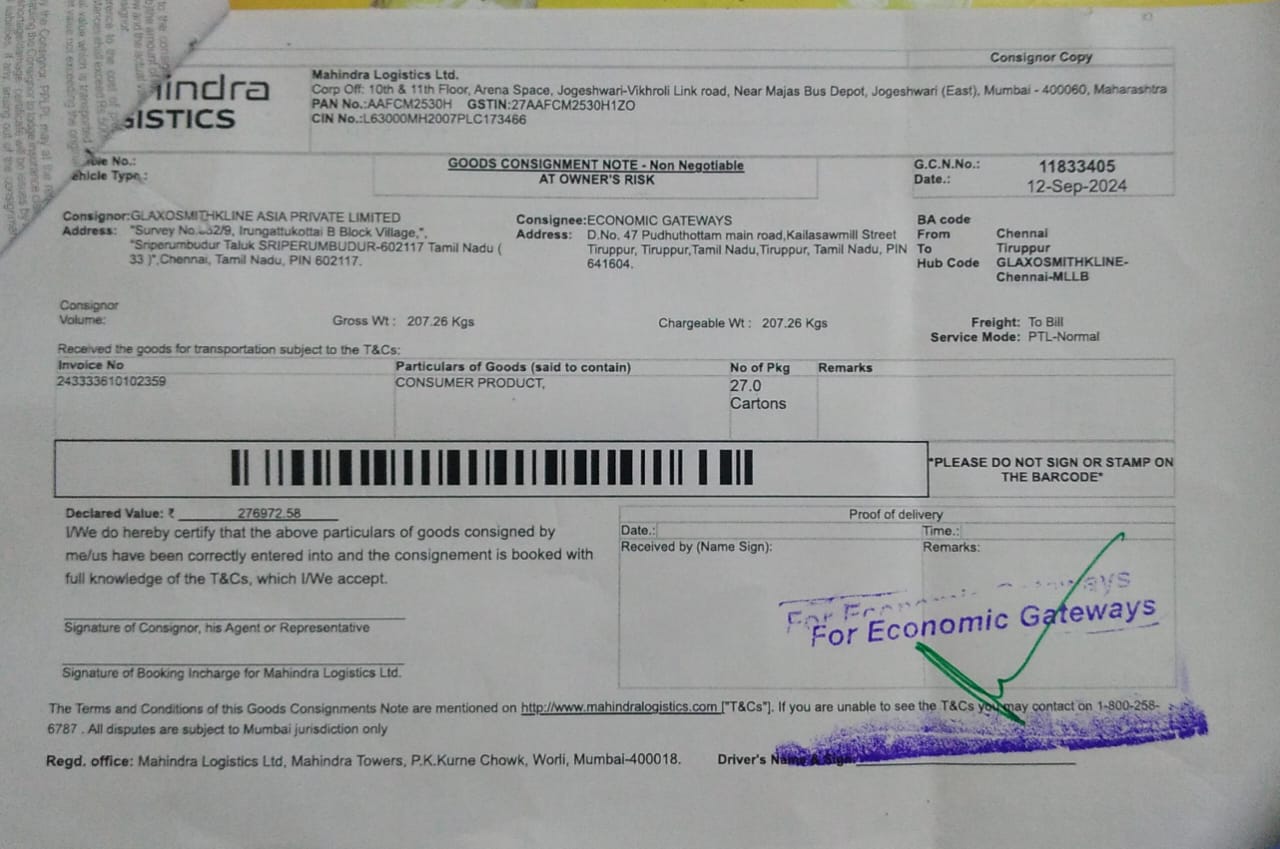 Consignor Copy
indra
ISTICS
Mahindra Logistics Ltd.
Corp Off: 10th & 11th Floor, Arena Space, Jogeshwari-Vikhroli Link road, Near Majas Bus Depot, Jogeshwari (East), Mumbai - 400060, Maharashtra
PAN No.:AAFCM2530H GSTIN:27AAFCM2530H1ZO
CIN No.:L63000MH2007PLC173466
No.:
ehicle Type :
GOODS CONSIGNMENT NOTE - Non Negotiable
AT OWNER'S RISK
G.C.N.No.: 11833405
Date.: 12-Sep-2024
Consignor:GLAXOSMITHKLINE ASIA PRIVATE LIMITED
Address: "Survey No. Irungattukottai B Block Village,",
"Sriperumbudur Taluk SRIPERUMBUDUR-602117 Tamil Nadu (
33 )",Chennai, Tamil Nadu, PIN 602117.
Consignee:ECONOMIC GATEWAYS
Address: D.No. 47 Pudhuthottam main road,Kailasawmill Street
Tiruppur, Tiruppur,Tamil Nadu,Tiruppur, Tamil Nadu, PIN
641604.
BA code
From Chennai
To Tiruppur
Hub Code GLAXOSMITHKLINE-
Chennai-MLLB
Consignor
Volume:
Gross Wt : 207.26 Kgs
Chargeable Wt : 207.26 Kgs
Freight: To Bill
Service Mode: PTL-Normal
Received the goods for transportation subject to the T&Cs:
Invoice No Particulars of Goods (said to contain) No of Pkg Remarks
243333610102359 CONSUMER PRODUCT, 27.0
Cartons
*PLEASE DO NOT SIGN OR STAMP ON
THE BARCODE*
Declared Value: ₹ 276972.58
I/We do hereby certify that the above particulars of goods consigned by
me/us have been correctly entered into and the consignement is booked with
full knowledge of the T&Cs, which I/We accept.
Signature of Consignor, his Agent or Representative
Signature of Booking Incharge for Mahindra Logistics Ltd.
Proof of delivery
Date.: Time.:
Received by (Name Sign): Remarks:
For Economic Gateways
For Economic Gateways
The Terms and Conditions of this Goods Consignments Note are mentioned on http://www.mahindralogistics.com ["T&Cs"]. If you are unable to see the T&Cs you may contact on 1-800-258-
6787 . All disputes are subject to Mumbai jurisdiction only
Regd. office: Mahindra Logistics Ltd, Mahindra Towers, P.K.Kurne Chowk, Worli, Mumbai-400018.
Driver's Name & Sign: